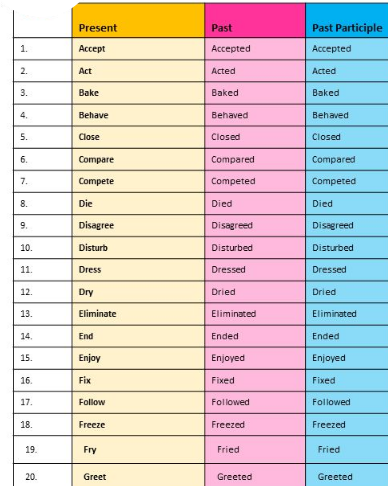 Present Past Past Participle
1. Accept Accepted Accepted
2. Act Acted Acted
3. Bake Baked Baked
4. Behave Behaved Behaved
5. Close Closed Closed
6. Compare Compared Compared
7. Compete Competed Competed
8. Die Died Died
9. Disagree Disagreed Disagreed
10. Disturb Disturbed Disturbed
11. Dress Dressed Dressed
12. Dry Dried Dried
13. Eliminate Eliminated Eliminated
14. End Ended Ended
15. Enjoy Enjoyed Enjoyed
16. Fix Fixed Fixed
17. Follow Followed Followed
18. Freeze Freezed Freezed
19. Fry Fried Fried
20. Greet Greeted Greeted